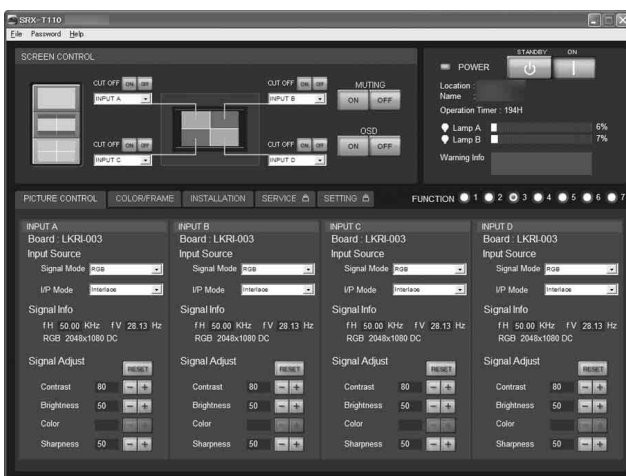 SRX-T110
File Password Help
SCREEN CONTROL
CUT OFF ON OFF
INPUT A
CUT OFF ON OFF
INPUT B
MUTING
ON OFF
CUT OFF ON OFF
INPUT C
CUT OFF ON OFF
INPUT D
OSD
ON OFF
STANDBY ON
POWER
Location :
Name :
Operation Timer : 194H
Lamp A 6%
Lamp B 7%
Warning Info
PICTURE CONTROL COLOR/FRAME INSTALLATION SERVICE SETTING FUNCTION 1 2 3 4 5 6 7
INPUT A
Board : LKRI-003
Input Source
Signal Mode RGB
I/P Mode Interlace
Signal Info
fH 50.00 KHz fV 28.13 Hz
RGB 2048x1080 DC
Signal Adjust
RESET
Contrast 80 - +
Brightness 50 - +
Color - +
Sharpness 50 - +
INPUT B
Board : LKRI-003
Input Source
Signal Mode RGB
I/P Mode Interlace
Signal Info
fH 50.00 KHz fV 28.13 Hz
RGB 2048x1080 DC
Signal Adjust
RESET
Contrast 80 - +
Brightness 50 - +
Color - +
Sharpness 50 - +
INPUT C
Board : LKRI-003
Input Source
Signal Mode RGB
I/P Mode Interlace
Signal Info
fH 50.00 KHz fV 28.13 Hz
RGB 2048x1080 DC
Signal Adjust
RESET
Contrast 80 - +
Brightness 50 - +
Color - +
Sharpness 50 - +
INPUT D
Board : LKRI-003
Input Source
Signal Mode RGB
I/P Mode Interlace
Signal Info
fH 50.00 KHz fV 28.13 Hz
RGB 2048x1080 DC
Signal Adjust
RESET
Contrast 80 - +
Brightness 50 - +
Color - +
Sharpness 50 - +